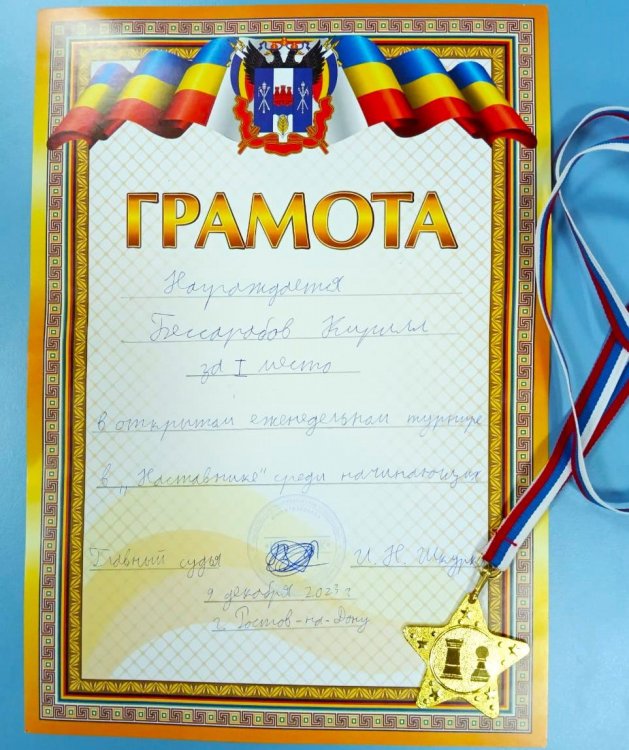 ГРАМОТА
Награждается
Бессарабов Кирилл
за I место
в открытом еженедельном турнире
в „Наставнике" среди начинающих
Главный судья И. Н. Шкурко
9 декабря 2023 г
г. Ростов-на-Дону